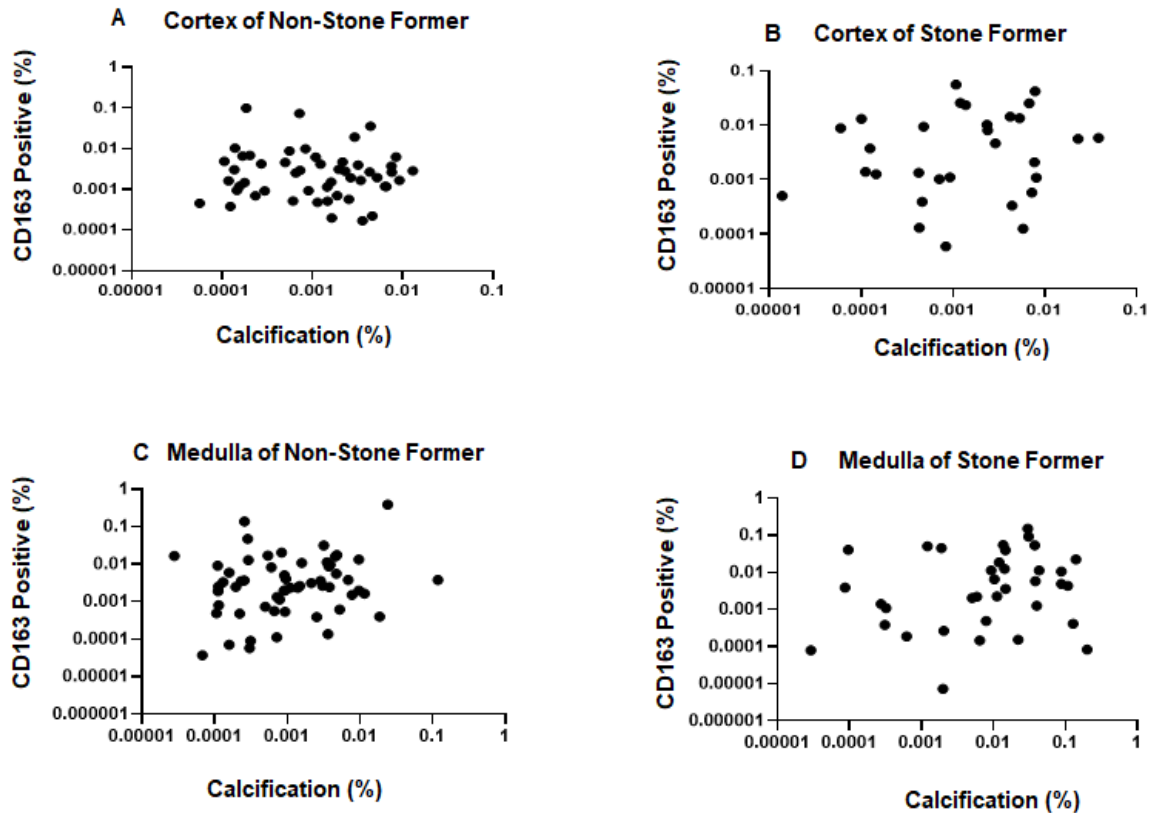 A Cortex of Non-Stone Former
CD163 Positive (%)
1
0.1
0.01
0.001
0.0001
0.00001
0.00001 0.0001 0.001 0.01 0.1
Calcification (%)
B Cortex of Stone Former
CD163 Positive (%)
0.1
0.01
0.001
0.0001
0.00001
0.00001 0.0001 0.001 0.01 0.1
Calcification (%)
C Medulla of Non-Stone Former
CD163 Positive (%)
1
0.1
0.01
0.001
0.0001
0.00001
0.000001
0.00001 0.0001 0.001 0.01 0.1 1
Calcification (%)
D Medulla of Stone Former
CD163 Positive (%)
1
0.1
0.01
0.001
0.0001
0.00001
0.000001
0.00001 0.0001 0.001 0.01 0.1 1
Calcification (%)